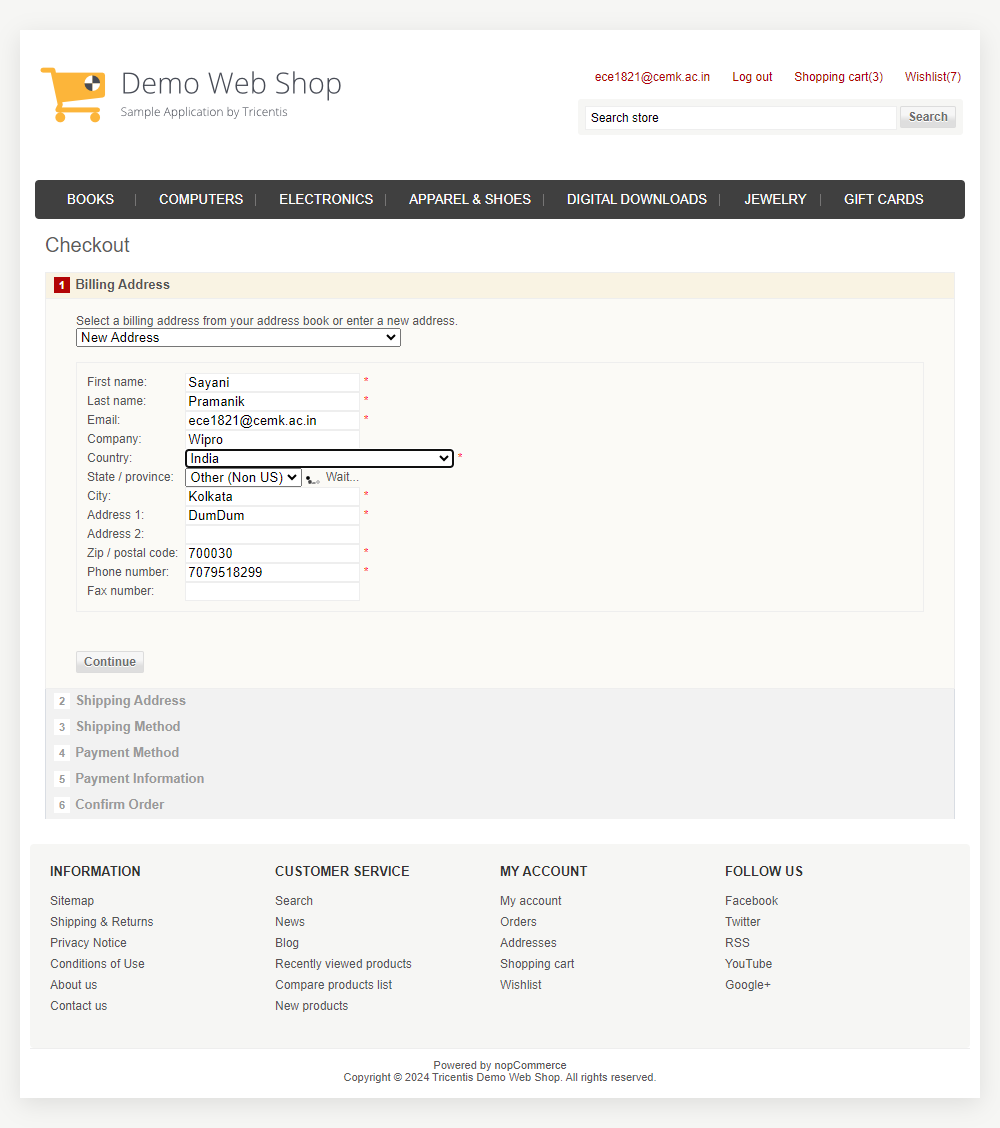 Demo Web Shop
Sample Application by Tricentis
ece1821@cemk.ac.in Log out Shopping cart(3) Wishlist(7)
Search store Search
BOOKS COMPUTERS ELECTRONICS APPAREL & SHOES DIGITAL DOWNLOADS JEWELRY GIFT CARDS
Checkout
1 Billing Address
Select a billing address from your address book or enter a new address.
New Address
First name: Sayani *
Last name: Pramanik *
Email: ece1821@cemk.ac.in *
Company: Wipro
Country: India *
State / province: Other (Non US) Wait...
City: Kolkata *
Address 1: DumDum *
Address 2:
Zip / postal code: 700030 *
Phone number: 7079518299 *
Fax number:
Continue
2 Shipping Address
3 Shipping Method
4 Payment Method
5 Payment Information
6 Confirm Order
INFORMATION
Sitemap
Shipping & Returns
Privacy Notice
Conditions of Use
About us
Contact us
CUSTOMER SERVICE
Search
News
Blog
Recently viewed products
Compare products list
New products
MY ACCOUNT
My account
Orders
Addresses
Shopping cart
Wishlist
FOLLOW US
Facebook
Twitter
RSS
YouTube
Google+
Powered by nopCommerce
Copyright © 2024 Tricentis Demo Web Shop. All rights reserved.